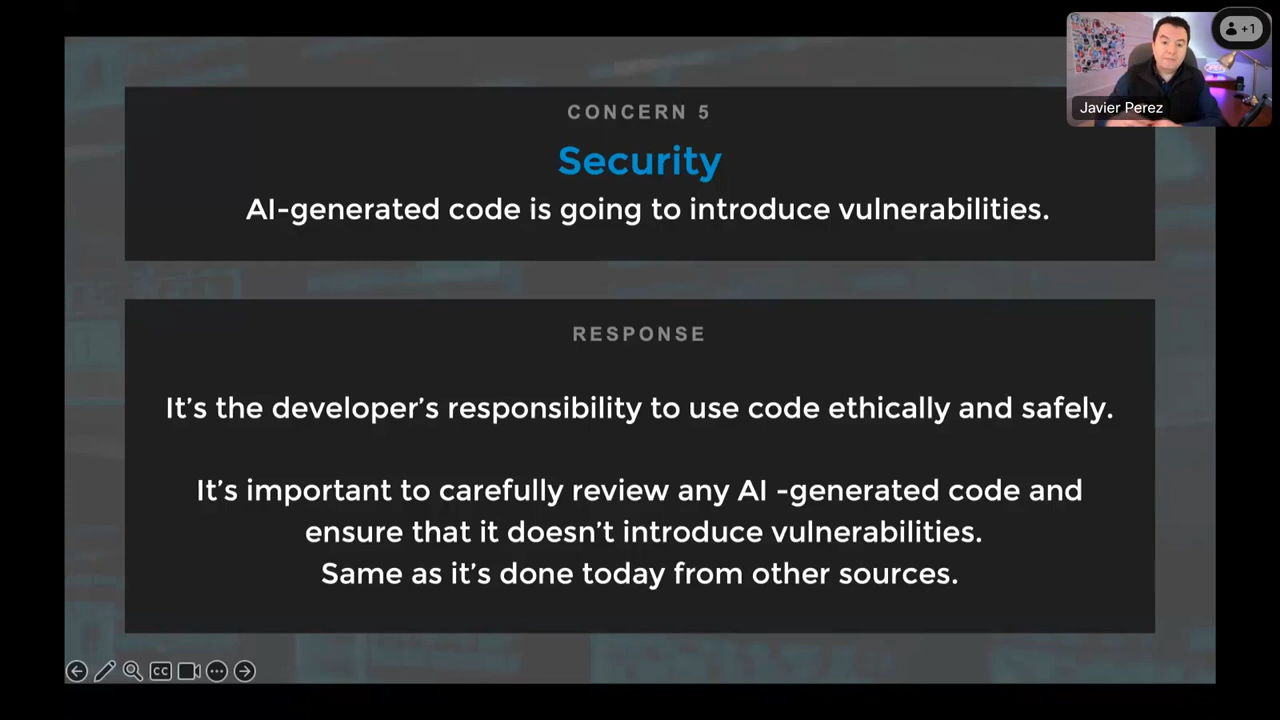 CONCERN 5
Security
AI-generated code is going to introduce vulnerabilities.
RESPONSE
It's the developer's responsibility to use code ethically and safely.
It's important to carefully review any AI -generated code and
ensure that it doesn't introduce vulnerabilities.
Same as it's done today from other sources.
+1
Javier Perez
CC